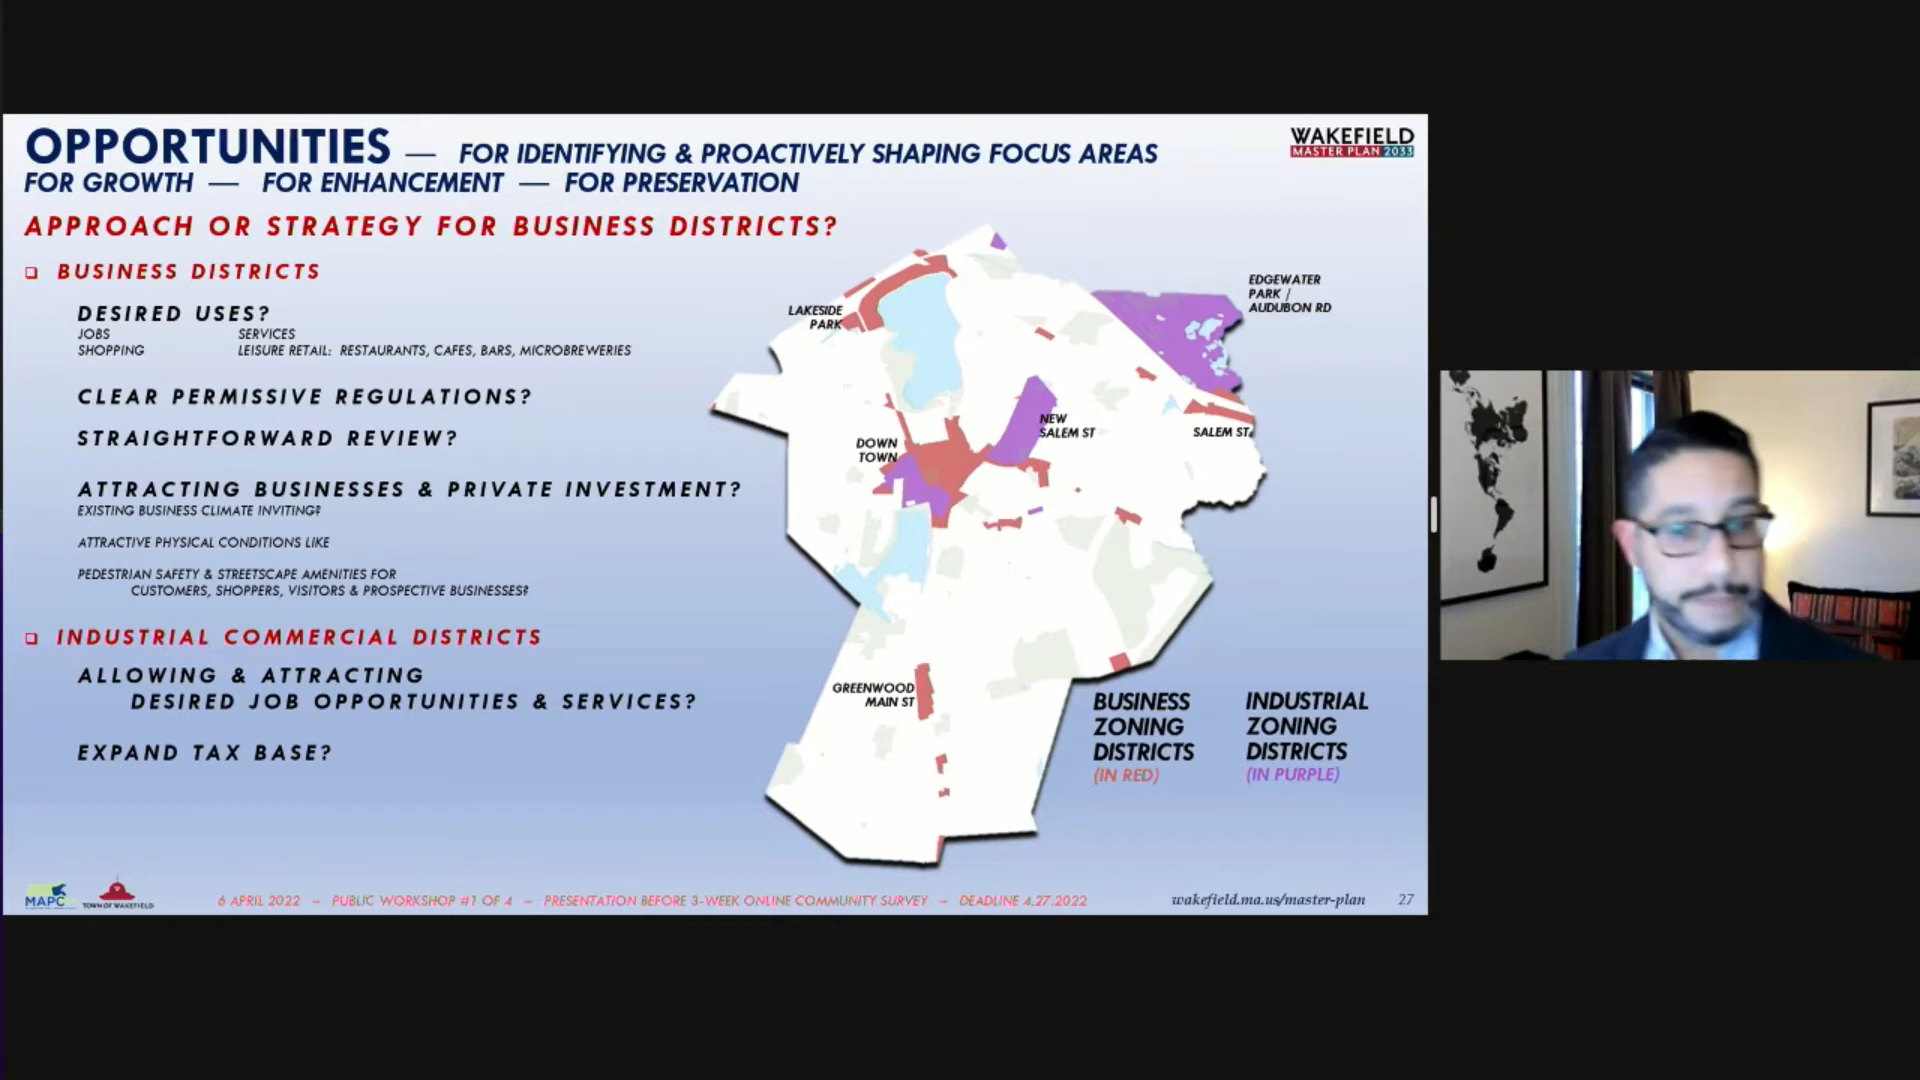 OPPORTUNITIES — FOR IDENTIFYING & PROACTIVELY SHAPING FOCUS AREAS
FOR GROWTH — FOR ENHANCEMENT — FOR PRESERVATION
WAKEFIELD
MASTER PLAN 2033
APPROACH OR STRATEGY FOR BUSINESS DISTRICTS?
❑ BUSINESS DISTRICTS
DESIRED USES?
JOBS SERVICES
SHOPPING LEISURE RETAIL: RESTAURANTS, CAFES, BARS, MICROBREWERIES
CLEAR PERMISSIVE REGULATIONS?
STRAIGHTFORWARD REVIEW?
ATTRACTING BUSINESSES & PRIVATE INVESTMENT?
EXISTING BUSINESS CLIMATE INVITING?
ATTRACTIVE PHYSICAL CONDITIONS LIKE
PEDESTRIAN SAFETY & STREETSCAPE AMENITIES FOR
CUSTOMERS, SHOPPERS, VISITORS & PROSPECTIVE BUSINESSES?
❑ INDUSTRIAL COMMERCIAL DISTRICTS
ALLOWING & ATTRACTING
DESIRED JOB OPPORTUNITIES & SERVICES?
EXPAND TAX BASE?
LAKESIDE
PARK
EDGEWATER
PARK /
AUDUBON RD
NEW
SALEM ST
SALEM ST
DOWN
TOWN
GREENWOOD
MAIN ST
BUSINESS
ZONING
DISTRICTS
(IN RED)
INDUSTRIAL
ZONING
DISTRICTS
(IN PURPLE)
MAPC
TOWN OF WAKEFIELD
6 APRIL 2022 – PUBLIC WORKSHOP #1 OF 4 – PRESENTATION BEFORE 3-WEEK ONLINE COMMUNITY SURVEY – DEADLINE 4.27.2022
wakefield.ma.us/master-plan 27